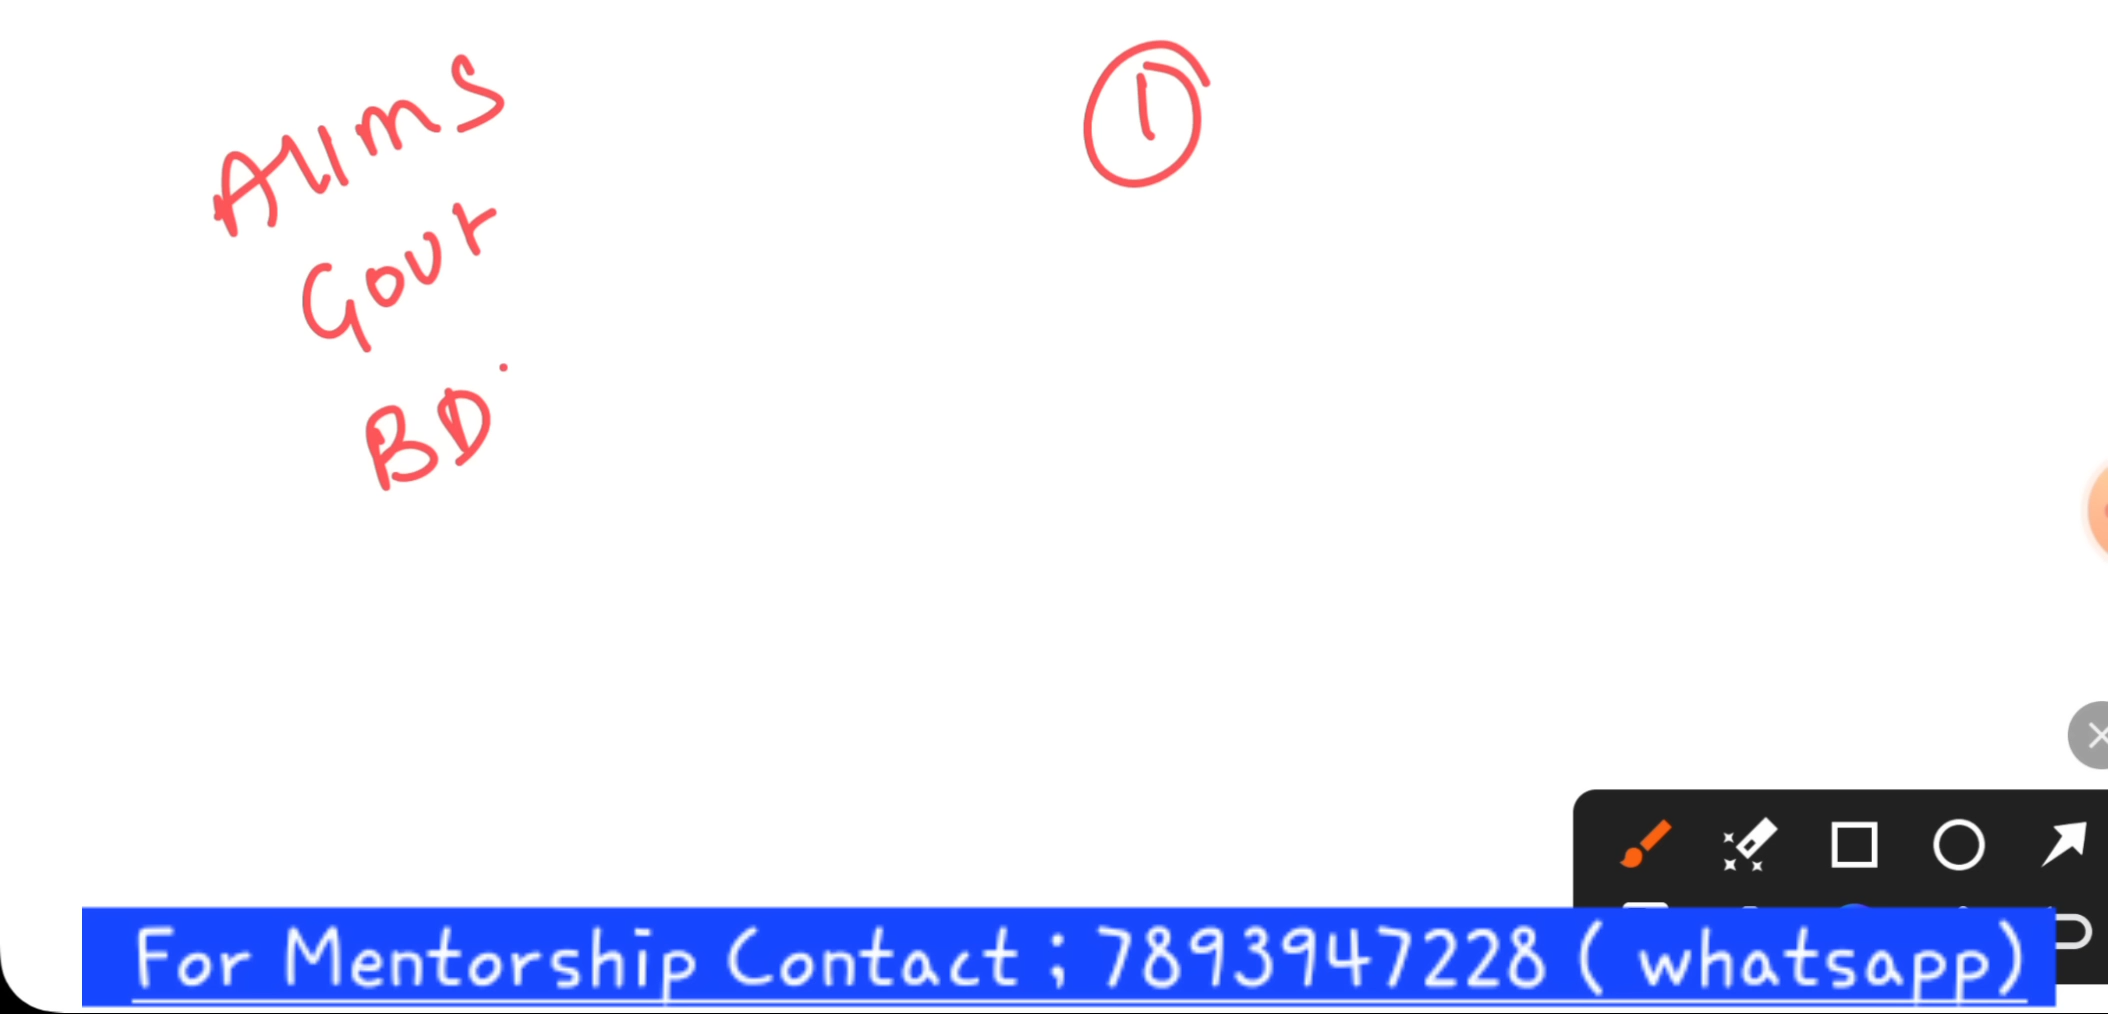 AIIMS
①
Govt
BD
For Mentorship Contact ; 7893947228 ( whatsapp)